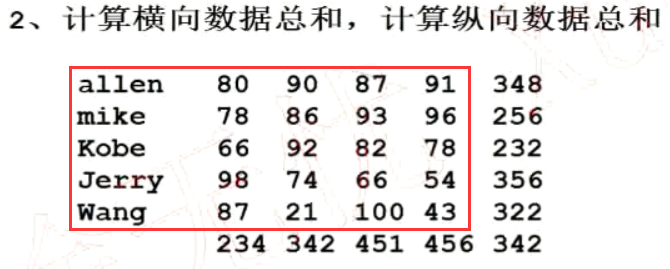 2、计算横向数据总和，计算纵向数据总和
allen 80 90 87 91 348
mike 78 86 93 96 256
Kobe 66 92 82 78 232
Jerry 98 74 66 54 356
Wang 87 21 100 43 322
234 342 451 456 342